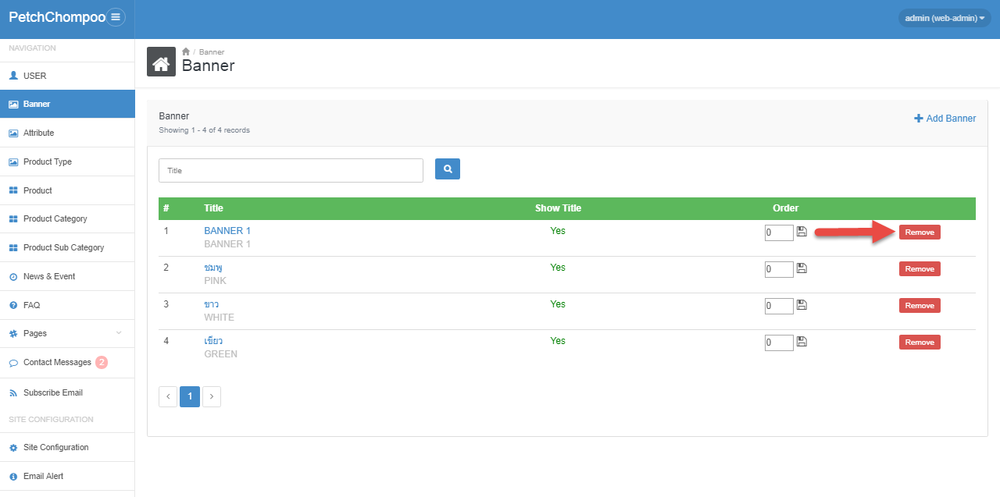 PetchChompoo
admin (web-admin)
NAVIGATION
USER
Banner
Attribute
Product Type
Product
Product Category
Product Sub Category
News & Event
FAQ
Pages
Contact Messages 2
Subscribe Email
SITE CONFIGURATION
Site Configuration
Email Alert
/ Banner
Banner
Banner
Showing 1 - 4 of 4 records
Add Banner
Title
# Title Show Title Order
1 BANNER 1 Yes 0 Remove
BANNER 1
2 ชมพู Yes 0 Remove
PINK
3 ขาว Yes 0 Remove
WHITE
4 เขียว Yes 0 Remove
GREEN
‹ 1 ›